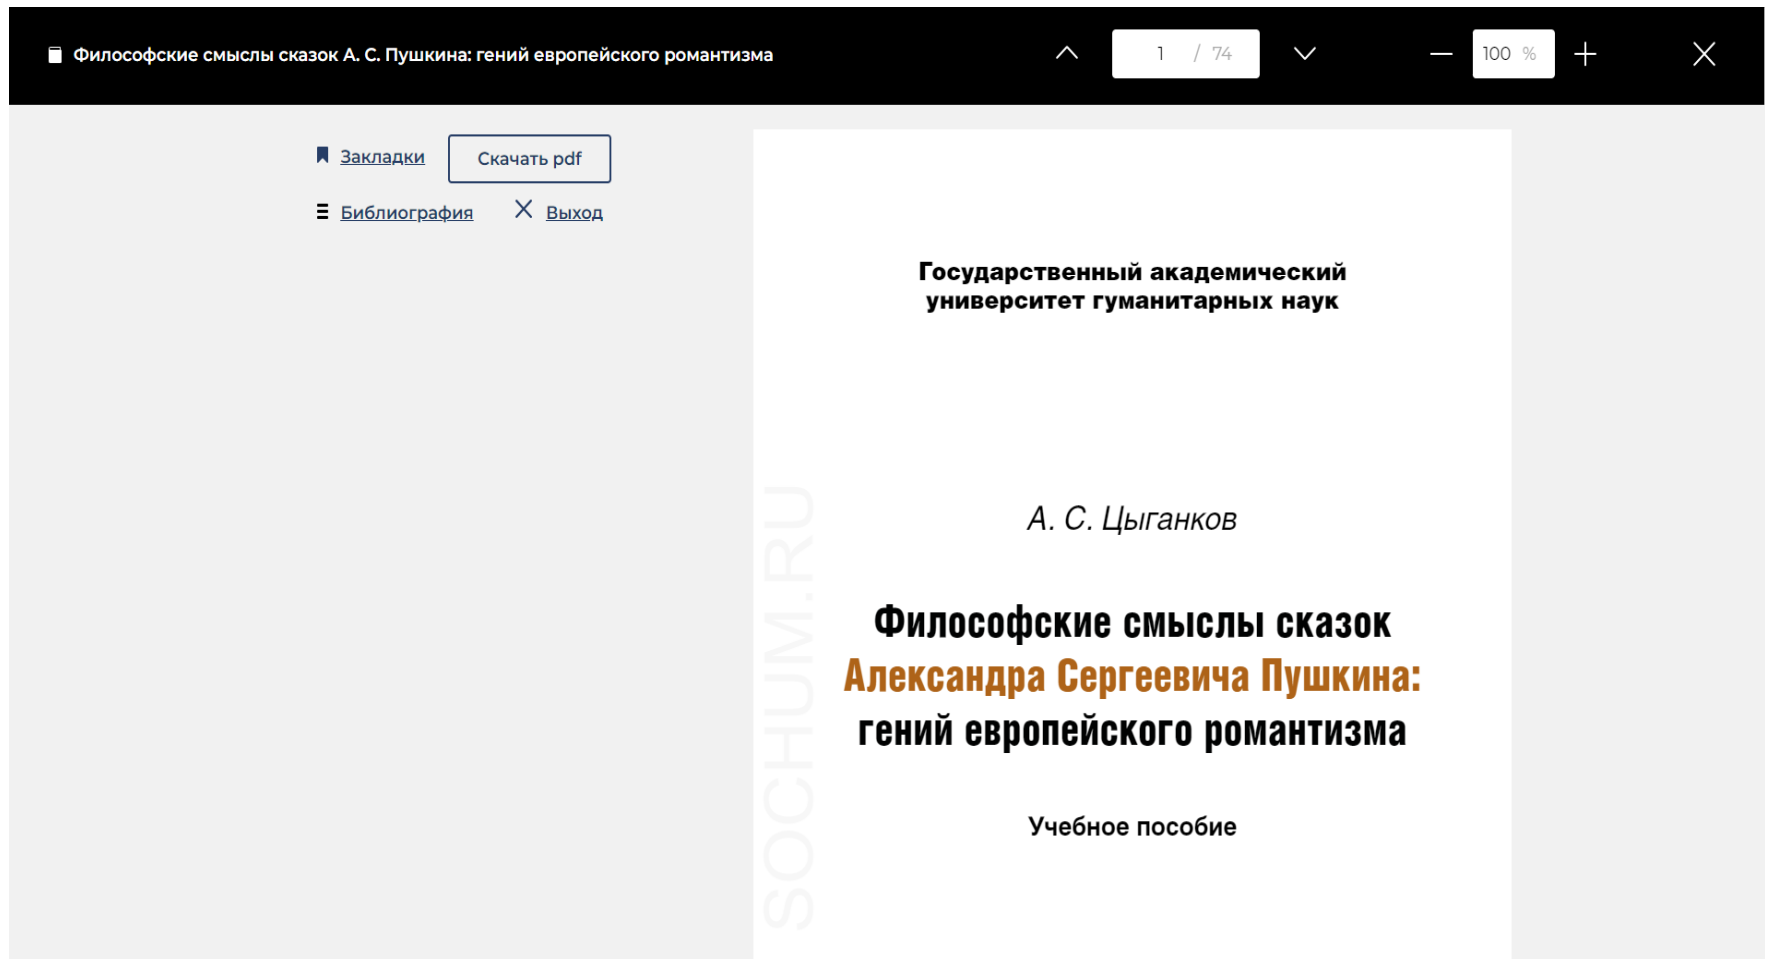 Философские смыслы сказок А. С. Пушкина: гений европейского романтизма
1 / 74
100 %
Закладки
Скачать pdf
Библиография
Выход
Государственный академический
университет гуманитарных наук
А. С. Цыганков
Философские смыслы сказок
Александра Сергеевича Пушкина:
гений европейского романтизма
Учебное пособие
SOCHUM.RU